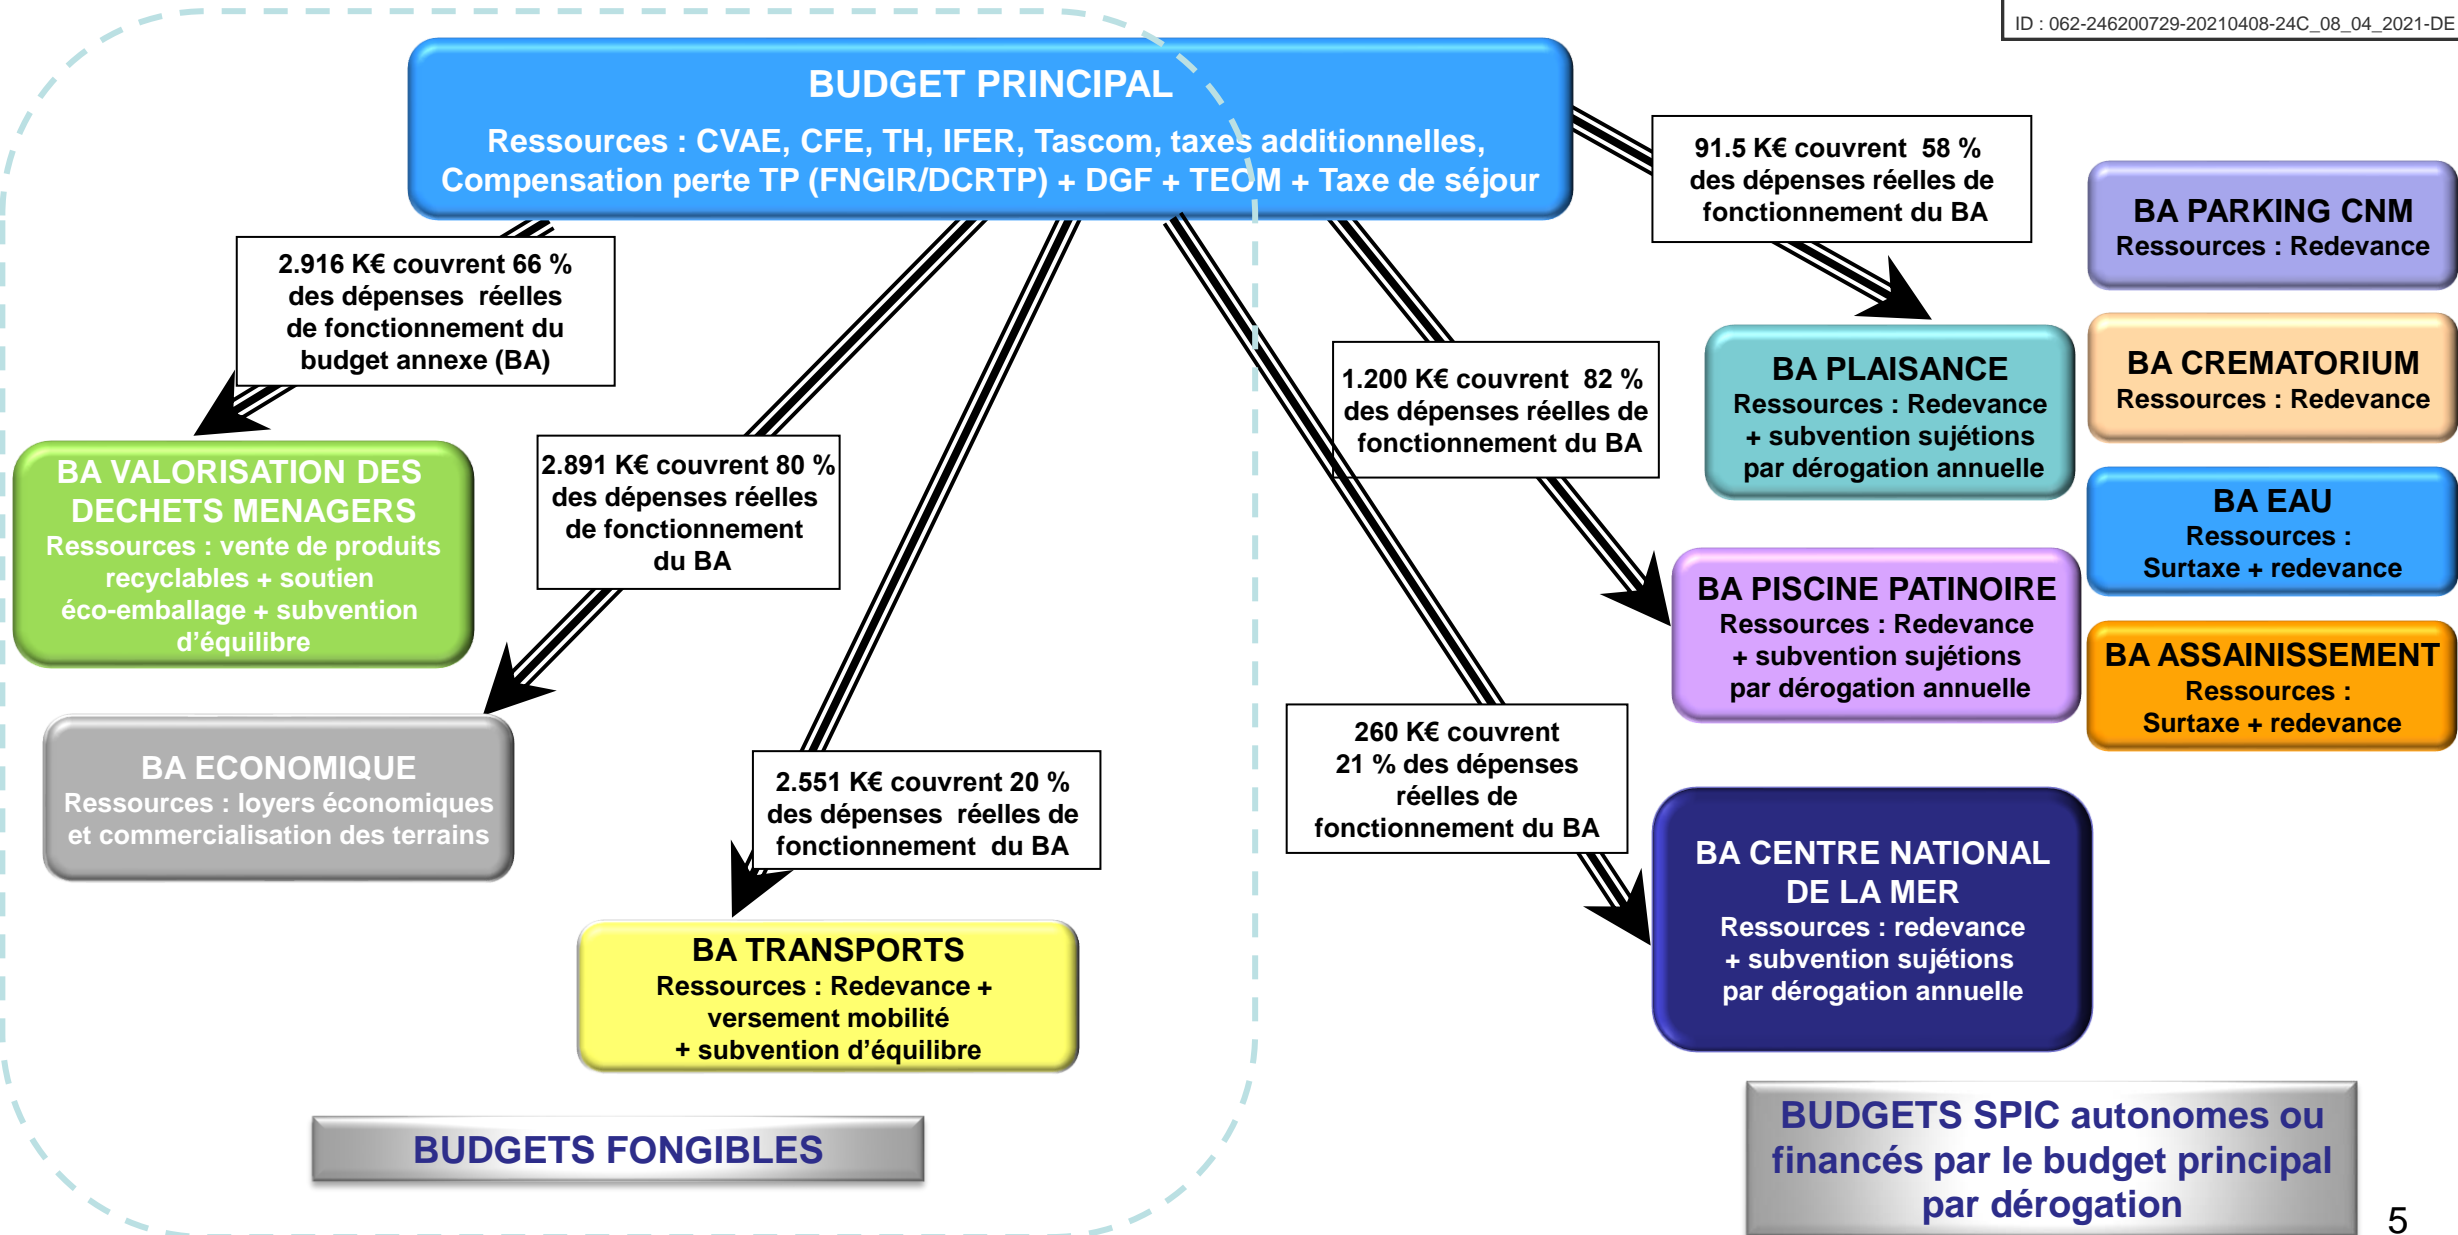 ID : 062-246200729-20210408-24C_08_04_2021-DE
BUDGET PRINCIPAL
Ressources : CVAE, CFE, TH, IFER, Tascom, taxes additionnelles,
Compensation perte TP (FNGIR/DCRTP) + DGF + TEOM + Taxe de séjour
2.916 K€ couvrent 66 %
des dépenses réelles
de fonctionnement du
budget annexe (BA)
BA VALORISATION DES
DECHETS MENAGERS
Ressources : vente de produits
recyclables + soutien
éco-emballage + subvention
d'équilibre
2.891 K€ couvrent 80 %
des dépenses réelles
de fonctionnement
du BA
BA ECONOMIQUE
Ressources : loyers économiques
et commercialisation des terrains
2.551 K€ couvrent 20 %
des dépenses réelles de
fonctionnement du BA
BA TRANSPORTS
Ressources : Redevance +
versement mobilité
+ subvention d'équilibre
BUDGETS FONGIBLES
91.5 K€ couvrent 58 %
des dépenses réelles de
fonctionnement du BA
BA PLAISANCE
Ressources : Redevance
+ subvention sujétions
par dérogation annuelle
1.200 K€ couvrent 82 %
des dépenses réelles de
fonctionnement du BA
BA PISCINE PATINOIRE
Ressources : Redevance
+ subvention sujétions
par dérogation annuelle
260 K€ couvrent
21 % des dépenses
réelles de
fonctionnement du BA
BA CENTRE NATIONAL
DE LA MER
Ressources : redevance
+ subvention sujétions
par dérogation annuelle
BA PARKING CNM
Ressources : Redevance
BA CREMATORIUM
Ressources : Redevance
BA EAU
Ressources :
Surtaxe + redevance
BA ASSAINISSEMENT
Ressources :
Surtaxe + redevance
BUDGETS SPIC autonomes ou
financés par le budget principal
par dérogation
5